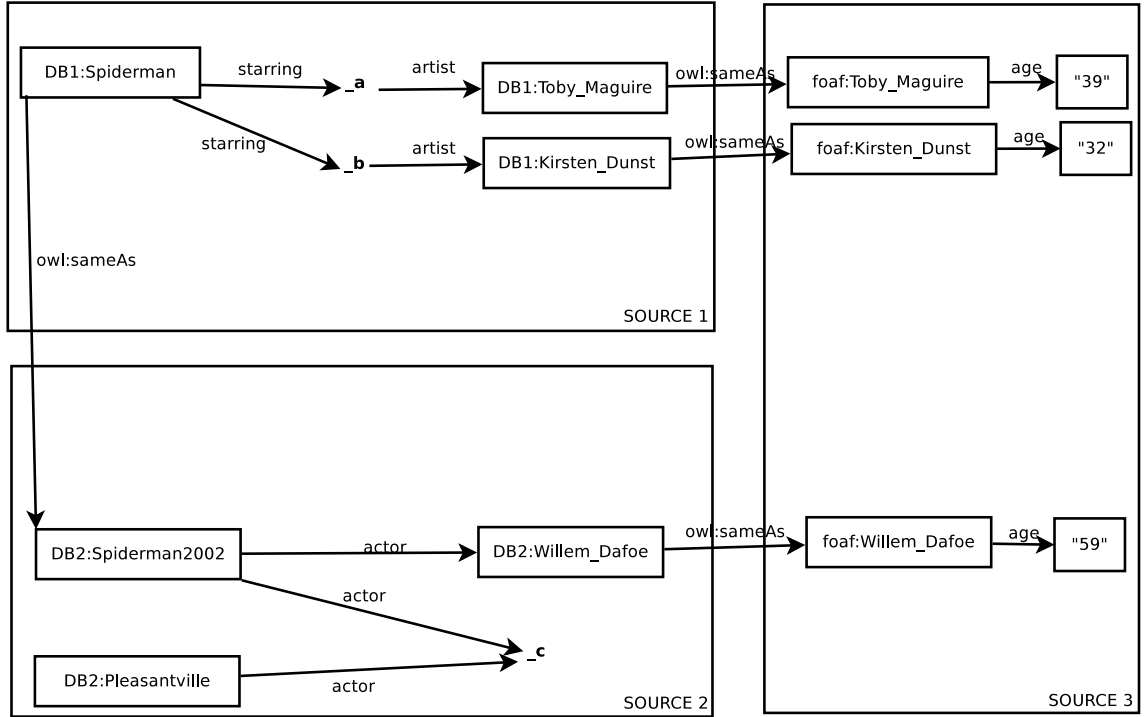 DB1:Spiderman
starring
_a
artist
DB1:Toby_Maguire
owl:sameAs
foaf:Toby_Maguire
age
"39"
starring
_b
artist
DB1:Kirsten_Dunst
owl:sameAs
foaf:Kirsten_Dunst
age
"32"
owl:sameAs
SOURCE 1
DB2:Spiderman2002
actor
DB2:Willem_Dafoe
owl:sameAs
foaf:Willem_Dafoe
age
"59"
actor
_c
DB2:Pleasantville
actor
SOURCE 2
SOURCE 3